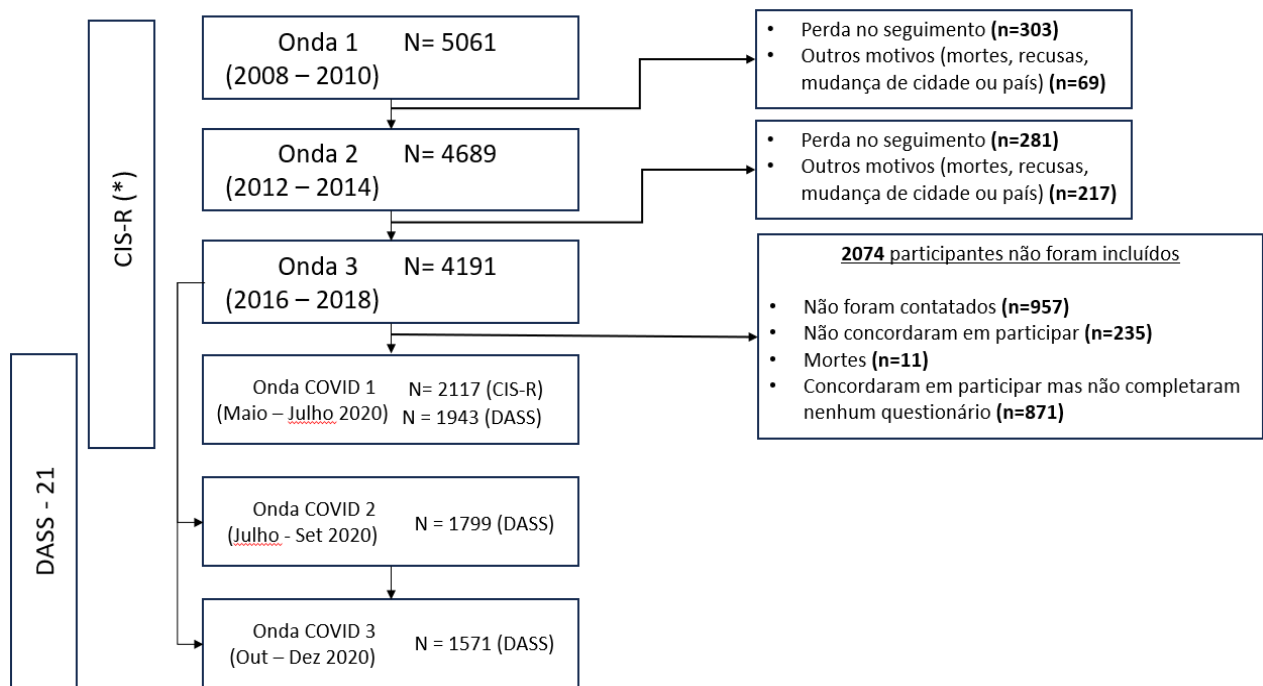 Onda 1 N= 5061
(2008 – 2010)
• Perda no seguimento (n=303)
• Outros motivos (mortes, recusas,
mudança de cidade ou país) (n=69)
Onda 2 N= 4689
(2012 – 2014)
• Perda no seguimento (n=281)
• Outros motivos (mortes, recusas,
mudança de cidade ou país) (n=217)
CIS-R (*)
Onda 3 N= 4191
(2016 – 2018)
2074 participantes não foram incluídos
• Não foram contatados (n=957)
• Não concordaram em participar (n=235)
• Mortes (n=11)
• Concordaram em participar mas não completaram
nenhum questionário (n=871)
Onda COVID 1 N= 2117 (CIS-R)
(Maio – Julho 2020) N = 1943 (DASS)
DASS - 21
Onda COVID 2 N = 1799 (DASS)
(Julho - Set 2020)
Onda COVID 3 N = 1571 (DASS)
(Out – Dez 2020)